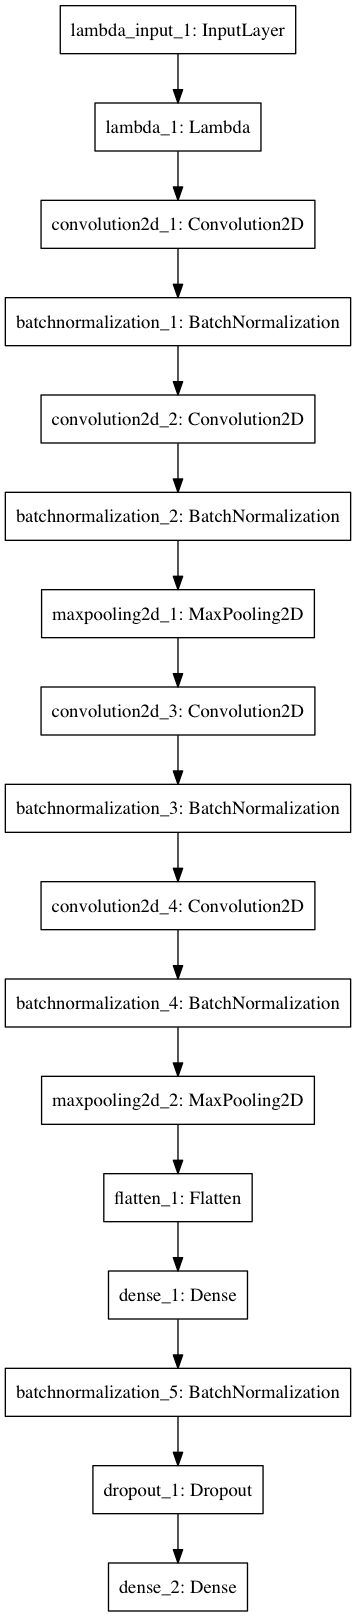 lambda_input_1: InputLayer
lambda_1: Lambda
convolution2d_1: Convolution2D
batchnormalization_1: BatchNormalization
convolution2d_2: Convolution2D
batchnormalization_2: BatchNormalization
maxpooling2d_1: MaxPooling2D
convolution2d_3: Convolution2D
batchnormalization_3: BatchNormalization
convolution2d_4: Convolution2D
batchnormalization_4: BatchNormalization
maxpooling2d_2: MaxPooling2D
flatten_1: Flatten
dense_1: Dense
batchnormalization_5: BatchNormalization
dropout_1: Dropout
dense_2: Dense